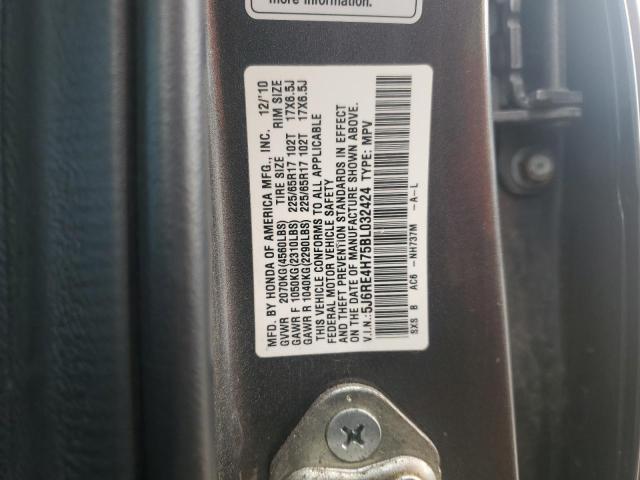 more information.
MFD. BY HONDA OF AMERICA MFG., INC. 12/'10
GVWR 2070KG(4560LBS) TIRE SIZE RIM SIZE
GAWR F 1050KG(2310LBS) 225/65R17 102T 17X6.5J
GAWR R 1040KG(2290LBS) 225/65R17 102T 17X6.5J
THIS VEHICLE CONFORMS TO ALL APPLICABLE
FEDERAL MOTOR VEHICLE SAFETY
AND THEFT PREVENTION STANDARDS IN EFFECT
ON THE DATE OF MANUFACTURE SHOWN ABOVE.
V.I.N.:5J6RE4H75BL032424 TYPE: MPV
SXS B AC6 -NH737M -A-L